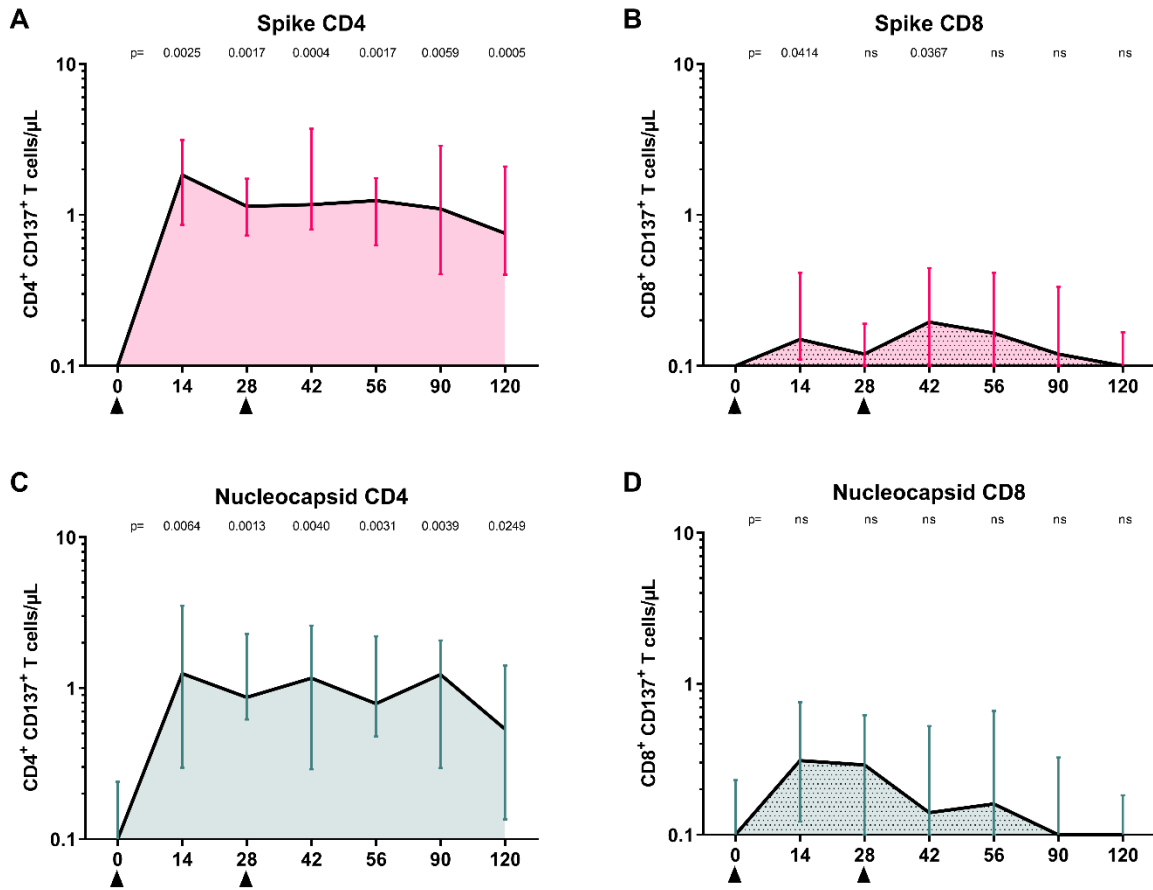 A
Spike CD4
p= 0.0025 0.0017 0.0004 0.0017 0.0059 0.0005
CD4+ CD137+ T cells/µL
10
1
0.1
0 14 28 42 56 90 120
B
Spike CD8
p= 0.0414 ns 0.0367 ns ns ns
CD8+ CD137+ T cells/µL
10
1
0.1
0 14 28 42 56 90 120
C
Nucleocapsid CD4
p= 0.0064 0.0013 0.0040 0.0031 0.0039 0.0249
CD4+ CD137+ T cells/µL
10
1
0.1
0 14 28 42 56 90 120
D
Nucleocapsid CD8
p= ns ns ns ns ns ns
CD8+ CD137+ T cells/µL
10
1
0.1
0 14 28 42 56 90 120